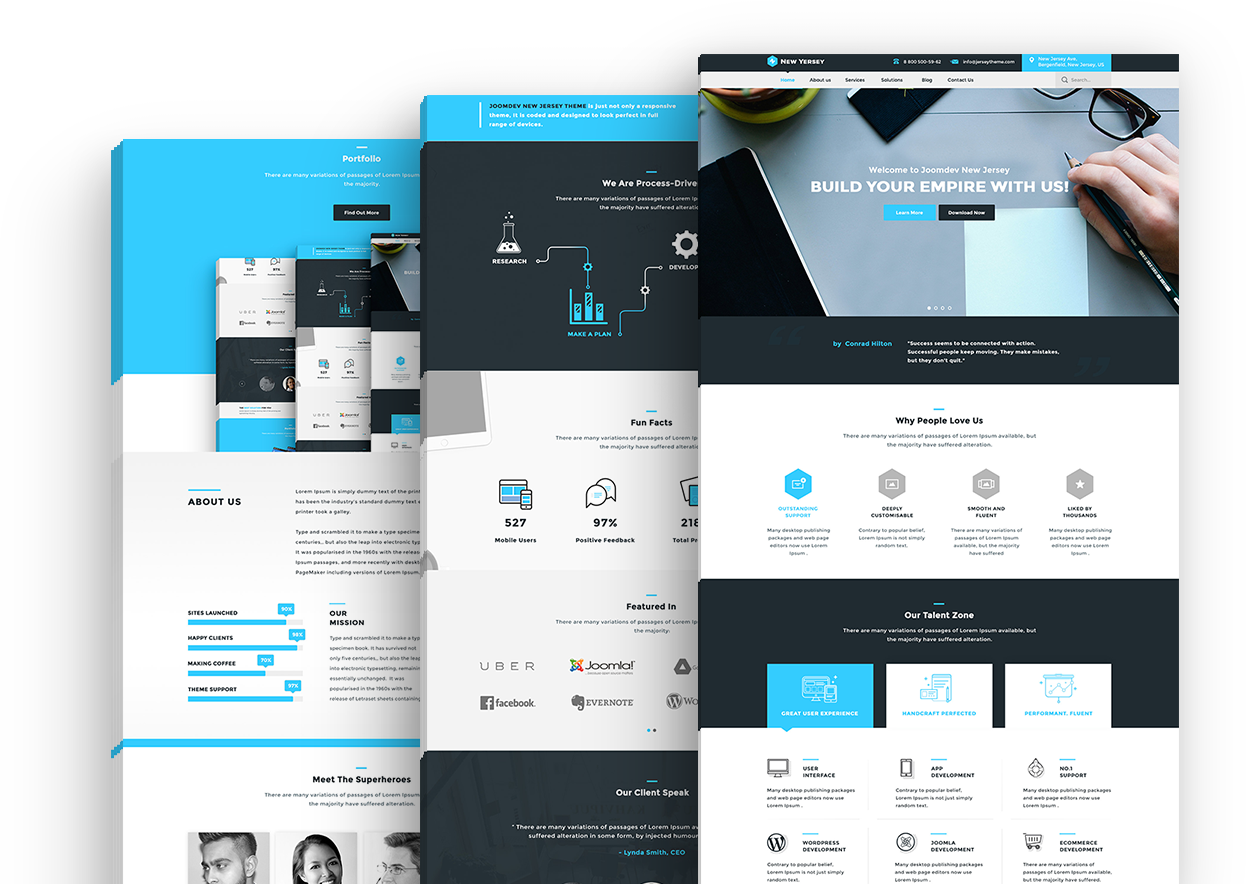 NEW YERSEY
8 800 500-59-62
info@jerseytheme.com
New Jersey Ave,
Bergenfield, New Jersey, US
Home
About us
Services
Solutions
Blog
Contact Us
Search...
Welcome to Joomdev New Jersey
BUILD YOUR EMPIRE WITH US!
Learn More
Download Now
by Conrad Hilton
"Success seems to be connected with action.
Successful people keep moving. They make mistakes,
but they don't quit."
Why People Love Us
There are many variations of passages of Lorem Ipsum available, but
the majority have suffered alteration.
OUTSTANDING
SUPPORT
Many desktop publishing
packages and web page
editors now use Lorem
Ipsum .
DEEPLY
CUSTOMISABLE
Contrary to popular belief,
Lorem Ipsum is not simply
random text.
SMOOTH AND
FLUENT
There are many variations of
passages of Lorem Ipsum
available, but the majority
have suffered
LIKED BY
THOUSANDS
Many desktop publishing
packages and web page
editors now use Lorem
Ipsum .
Our Talent Zone
There are many variations of passages of Lorem Ipsum available, but
the majority have suffered alteration.
GREAT USER EXPERIENCE
HANDCRAFT PERFECTED
PERFORMANT, FLUENT
USER
INTERFACE
Many desktop publishing packages
and web page editors now use
Lorem Ipsum .
APP
DEVELOPMENT
Contrary to popular belief,
Lorem Ipsum is not just simply
random text.
NO.1
SUPPORT
Many desktop publishing
packages and web page
editors now use Lorem Ipsum .
WORDPRESS
DEVELOPMENT
Contrary to popular belief,
Lorem Ipsum is not simply
random text.
JOOMLA
DEVELOPMENT
Many desktop publishing packages
and web page editors now use
Lorem Ipsum .
ECOMMERCE
DEVELOPMENT
There are many variations of
passages of Lorem Ipsum
JOOMDEV NEW JERSEY THEME is just not only a responsive
theme, it is coded and designed to look perfect in full
range of devices.
We Are Process-Drive
There are many variations of passages of Lorem Ip
the majority have suffered alteratio
RESEARCH
DEVELOP
MAKE A PLAN
Fun Facts
There are many variations of passages of Lorem Ip
the majority have suffered alteratio
527
Mobile Users
97%
Positive Feedback
218
Total Pr
Featured In
There are many variations of passages of Lorem Ipsu
the majority.
UBER
Joomla!
facebook.
EVERNOTE
Wo
Our Client Speak
" There are many variations of passages of Lorem Ipsum av
suffered alteration in some form, by injected humour
- Lynda Smith, CEO
Portfolio
There are many variations of passages of Lorem Ipsum
the majority.
Find Out More
ABOUT US
Lorem Ipsum is simply dummy text of the print
has been the industry's standard dummy text e
printer took a galley.
Type and scrambled it to make a type specime
centuries,, but also the leap into electronic typ
It was popularised in the 1960s with the releas
Ipsum passages, and more recently with deskt
PageMaker including versions of Lorem Ipsum.
SITES LAUNCHED
90%
HAPPY CLIENTS
98%
MAKING COFFEE
70%
THEME SUPPORT
97%
OUR
MISSION
Type and scrambled it to make a typ
specimen book. It has survived not
only five centuries,, but also the leap
into electronic typesetting, remainin
essentially unchanged. It was
popularised in the 1960s with the
release of Letraset sheets containing
Meet The Superheroes
There are many variations of passages of Lorem Ipsum
the majority have suffered alteration.